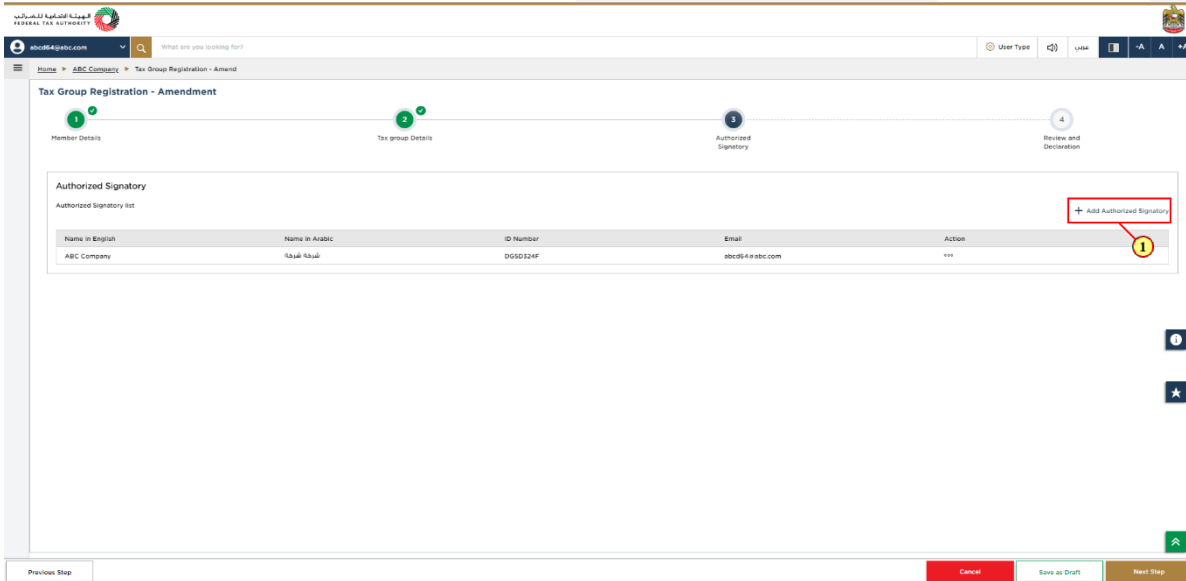 الهيئة الاتحادية للضرائب
FEDERAL TAX AUTHORITY
abcd64@abc.com
What are you looking for?
User Type
عربي
-A A +A
Home ABC Company Tax Group Registration - Amend
Tax Group Registration - Amendment
1 2 3 4
Member Details
Tax group Details
Authorized
Signatory
Review and
Declaration
Authorized Signatory
Authorized Signatory list
+ Add Authorized Signatory
Name in English Name in Arabic ID Number Email Action
1
ABC Company شركة شركة DGSD324F abcd64@abc.com
Previous Step Cancel Save as Draft Next Step